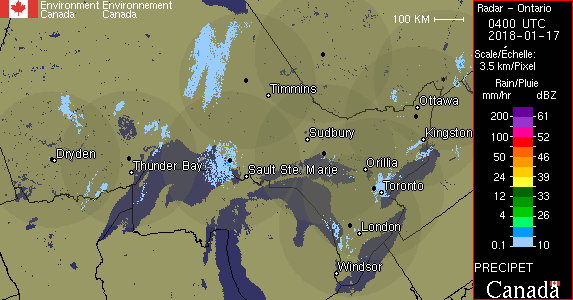 Environment Environnement
Canada Canada
100 KM
Timmins
Ottawa
Sudbury
Kingston
Dryden
Thunder Bay
Sault Ste. Marie
Orillia
Toronto
London
Windsor
Radar - Ontario
0400 UTC
2018-01-17
Scale/Échelle:
3.5 km/Pixel
Rain/Pluie
mm/hr dBZ
200 61
100 52
50 46
24 39
12 33
4 26
0.1 10
PRECIPET
Canada